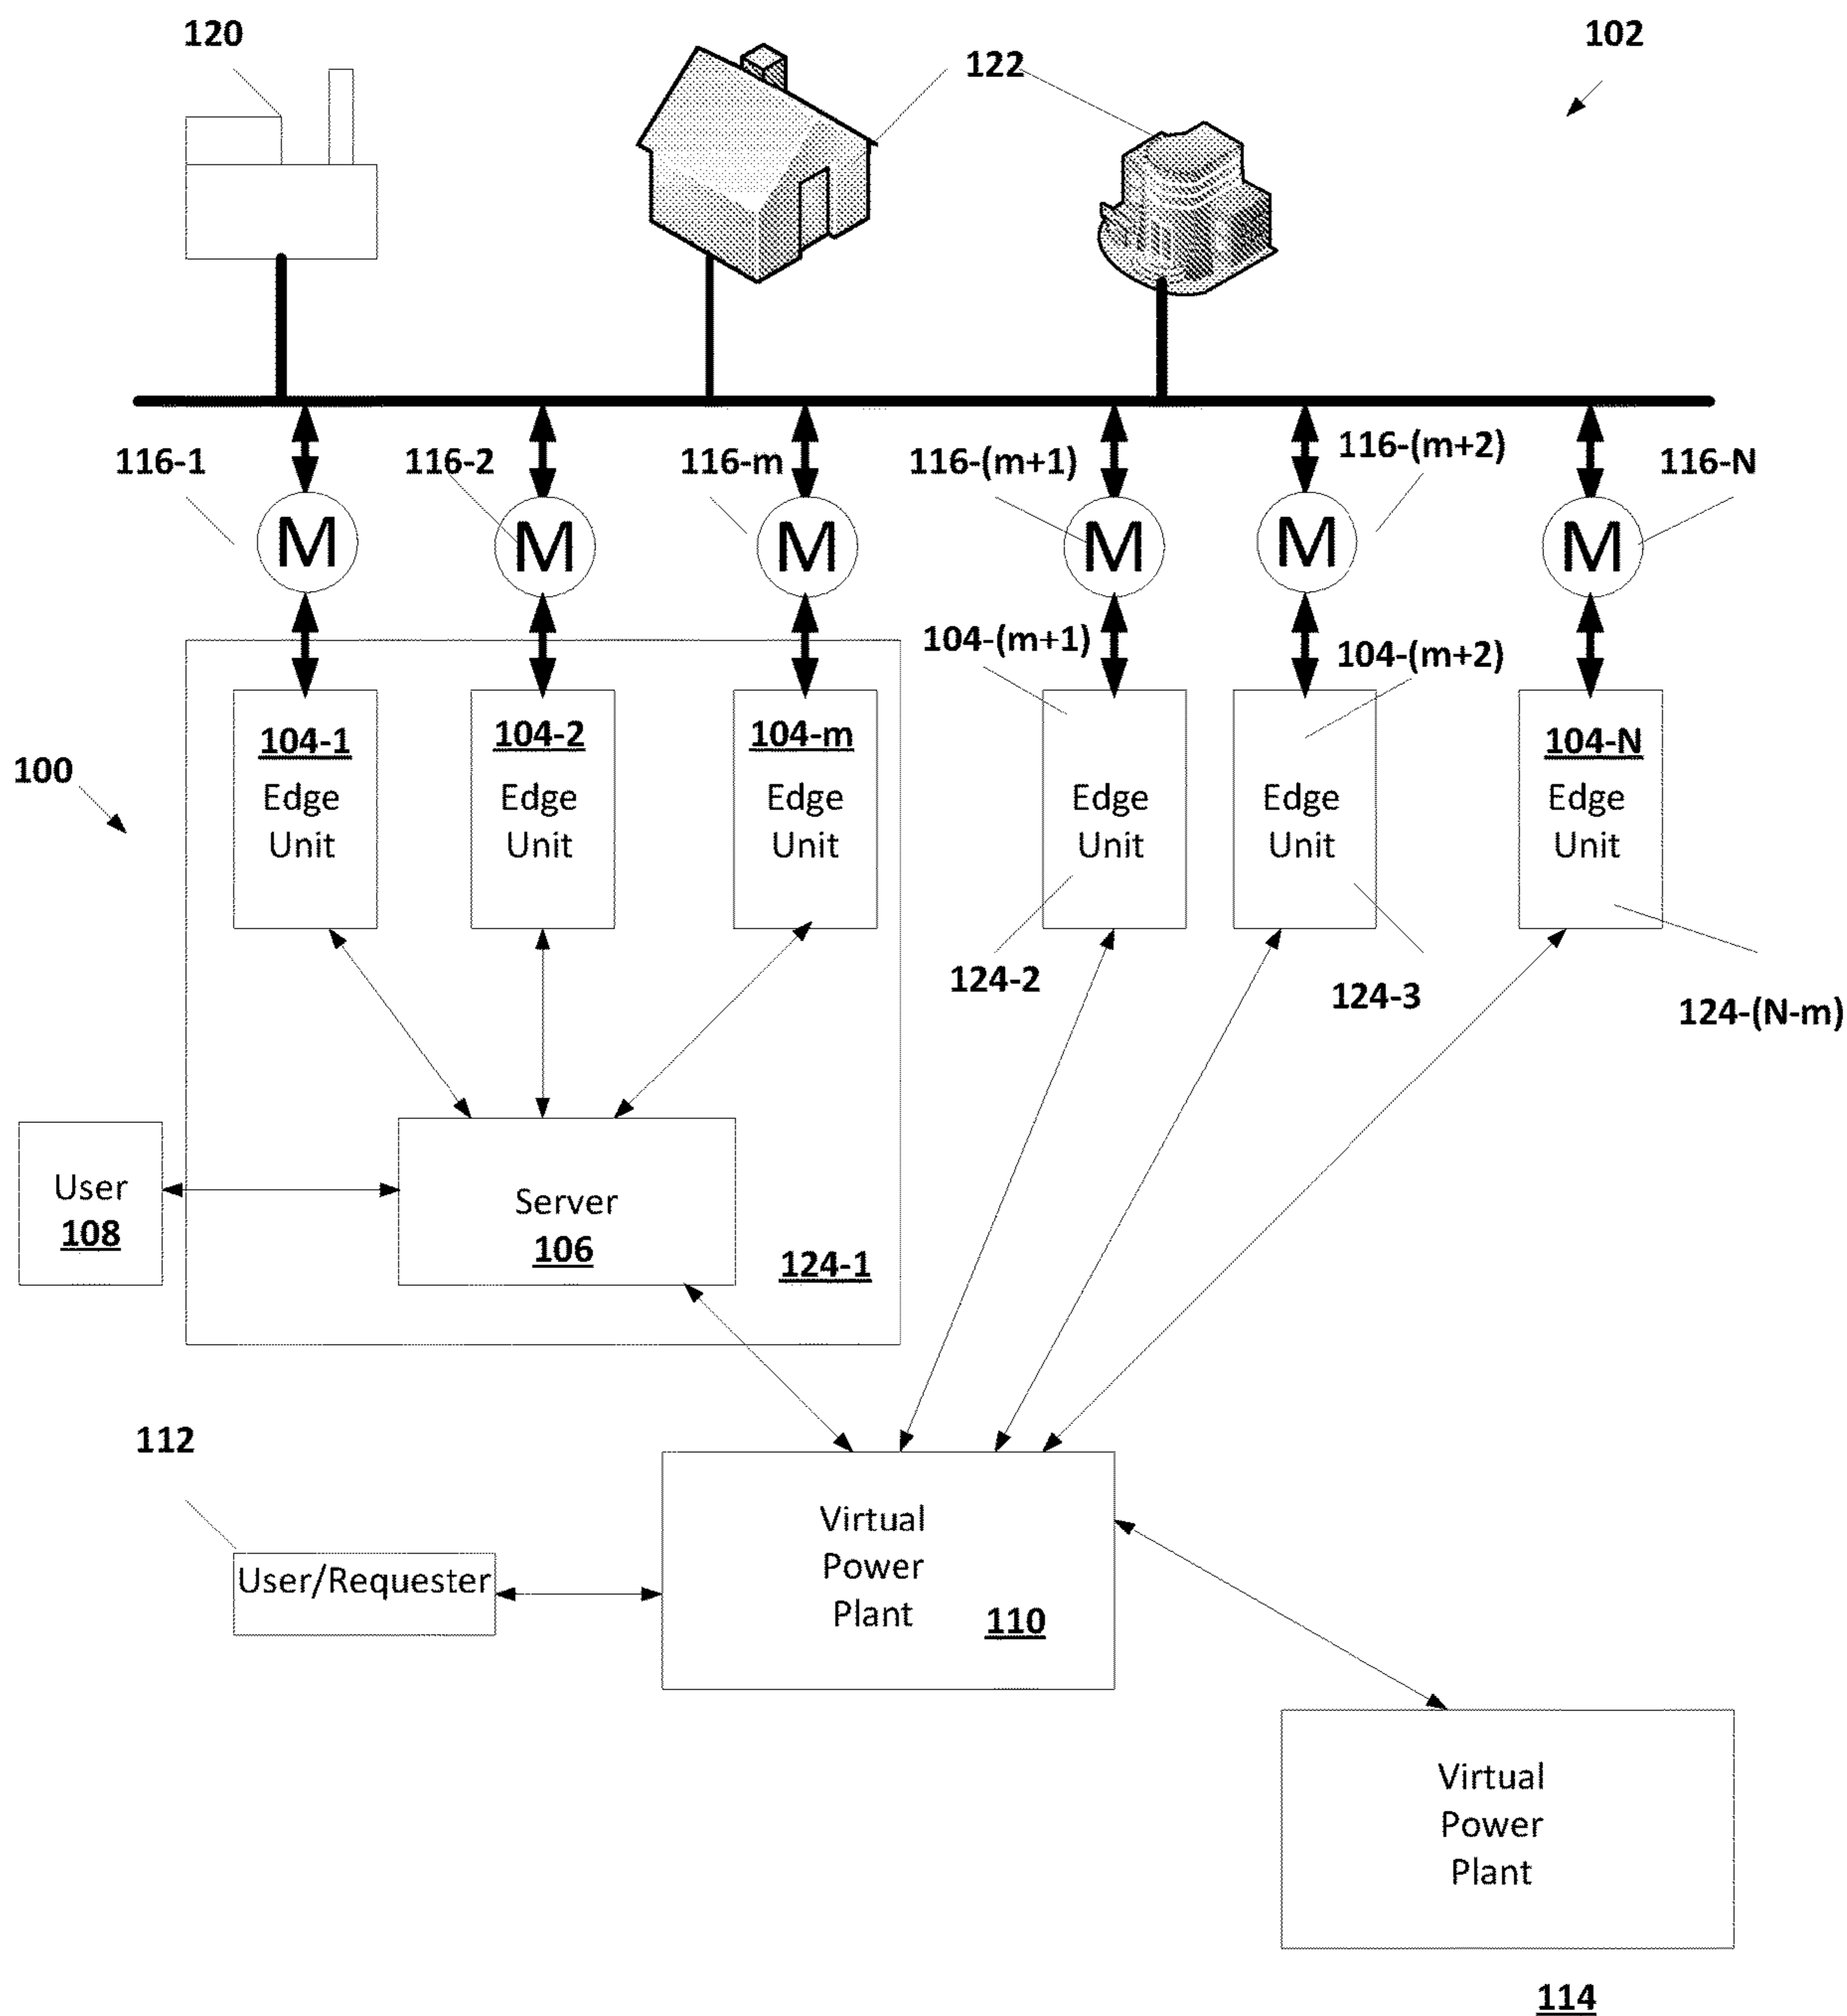 120
122
102
116-1
116-2
116-m
116-(m+1)
116-(m+2)
116-N
M
M
M
M
M
M
104-(m+1)
104-(m+2)
104-1
Edge
Unit
104-2
Edge
Unit
104-m
Edge
Unit
Edge
Unit
Edge
Unit
104-N
Edge
Unit
100
124-2
124-3
124-(N-m)
User
108
Server
106
124-1
112
User/Requester
Virtual
Power
Plant
110
Virtual
Power
Plant
114